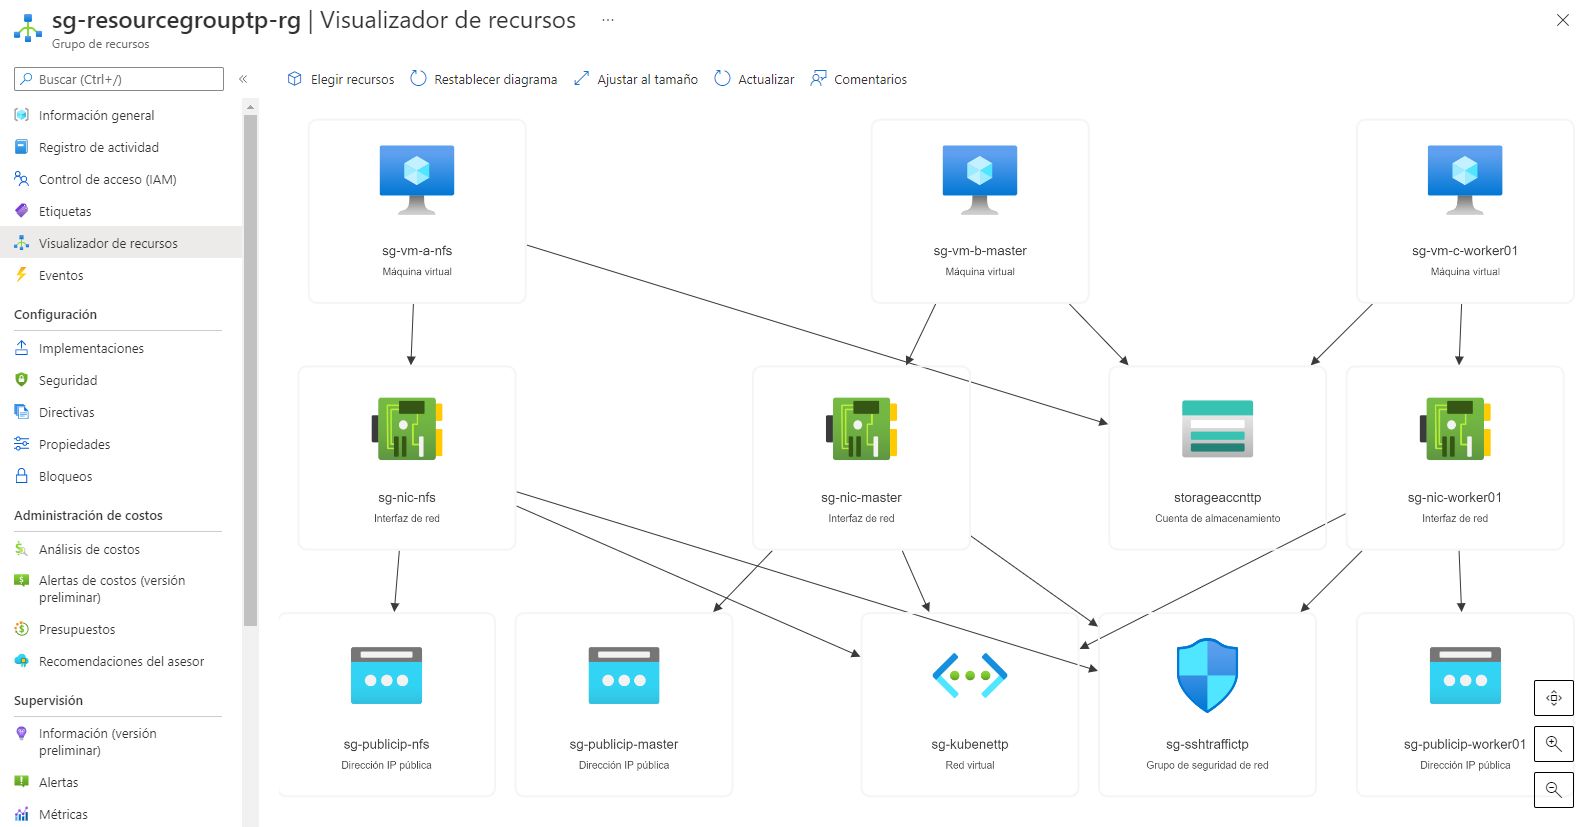 sg-resourcegrouptp-rg | Visualizador de recursos ...
Grupo de recursos
Buscar (Ctrl+/)
«
Información general
Registro de actividad
Control de acceso (IAM)
Etiquetas
Visualizador de recursos
Eventos
Configuración
Implementaciones
Seguridad
Directivas
Propiedades
Bloqueos
Administración de costos
Análisis de costos
Alertas de costos (versión
preliminar)
Presupuestos
Recomendaciones del asesor
Supervisión
Información (versión
preliminar)
Alertas
Métricas
Elegir recursos Restablecer diagrama Ajustar al tamaño Actualizar Comentarios
sg-vm-a-nfs
Máquina virtual
sg-vm-b-master
Máquina virtual
sg-vm-c-worker01
Máquina virtual
sg-nic-nfs
Interfaz de red
sg-nic-master
Interfaz de red
storageaccnttp
Cuenta de almacenamiento
sg-nic-worker01
Interfaz de red
sg-publicip-nfs
Dirección IP pública
sg-publicip-master
Dirección IP pública
sg-kubenettp
Red virtual
sg-sshtraffictp
Grupo de seguridad de red
sg-publicip-worker01
Dirección IP pública